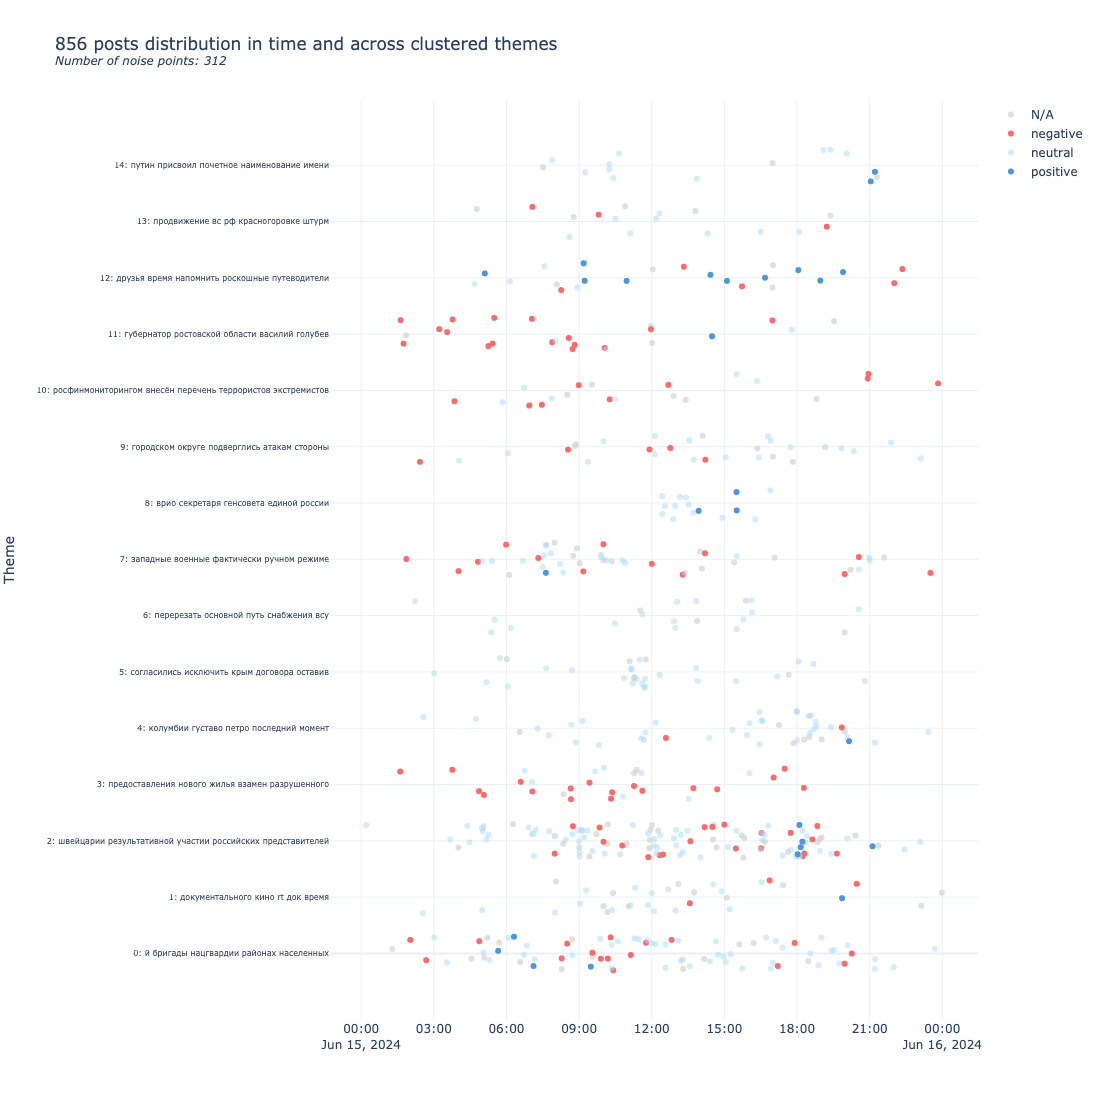 856 posts distribution in time and across clustered themes
Number of noise points: 312
N/A
negative
neutral
positive
Theme
14: путин присвоил почетное наименование имени
13: продвижение вс рф красногоровке штурм
12: друзья время напомнить роскошные путеводители
11: губернатор ростовской области василий голубев
10: росфинмониторингом внесён перечень террористов экстремистов
9: городском округе подверглись атакам стороны
8: врио секретаря генсовета единой россии
7: западные военные фактически ручном режиме
6: перерезать основной путь снабжения всу
5: согласились исключить крым договора оставив
4: колумбии густаво петро последний момент
3: предоставления нового жилья взамен разрушенного
2: швейцарии результативной участии российских представителей
1: документального кино rt док время
0: й бригады нацгвардии районах населенных
00:00 03:00 06:00 09:00 12:00 15:00 18:00 21:00 00:00
Jun 15, 2024 Jun 16, 2024